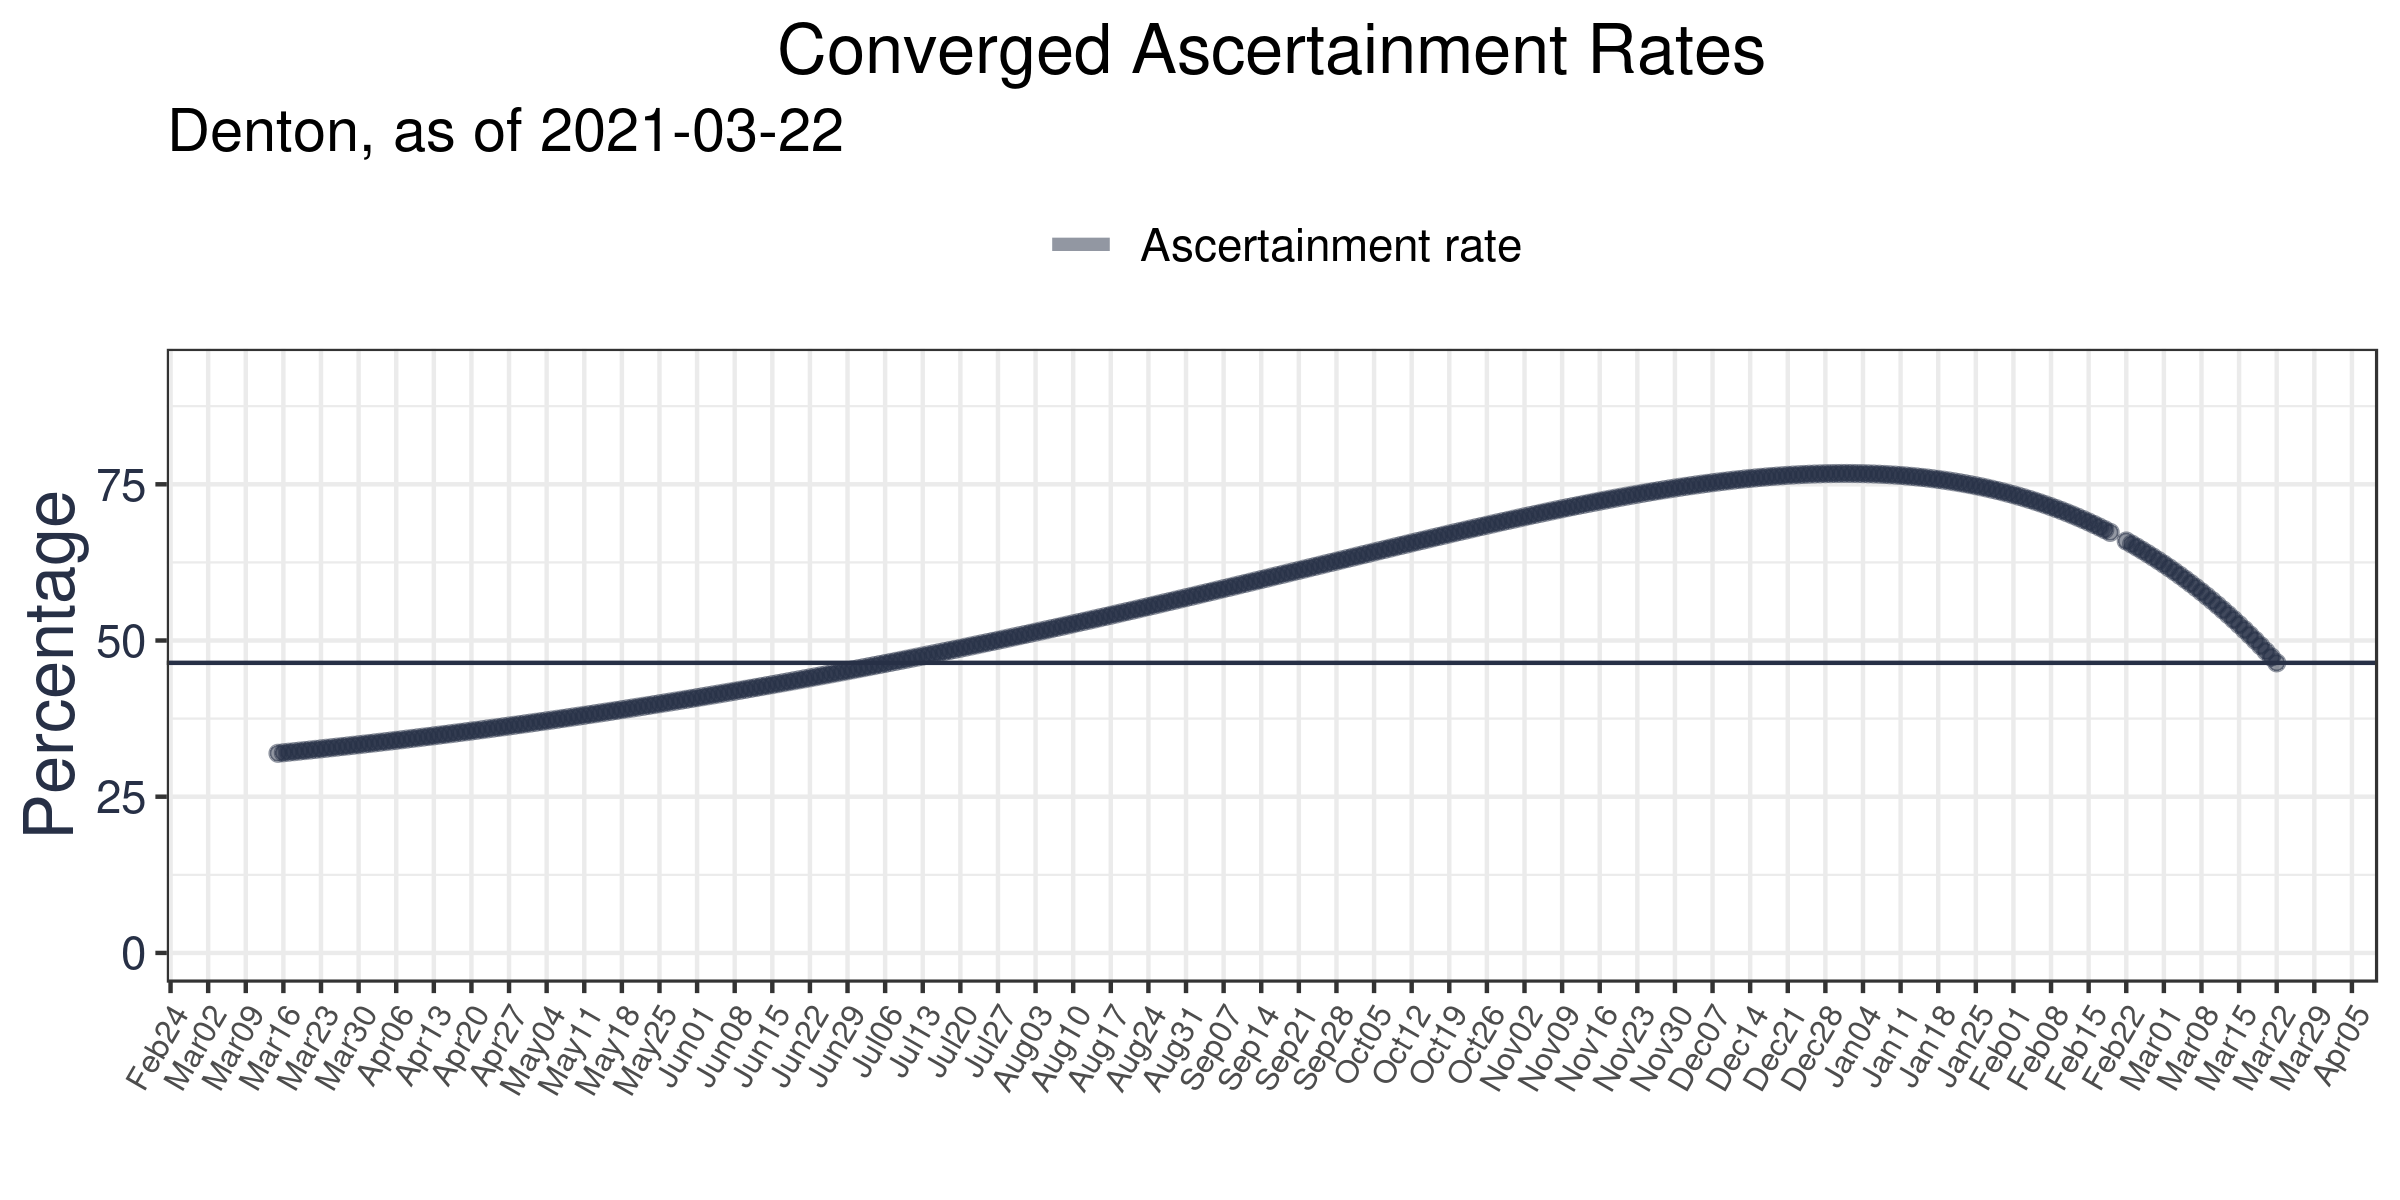 Converged Ascertainment Rates
Denton, as of 2021-03-22
Ascertainment rate
Percentage
75
50
25
0
Feb24 Mar02 Mar09 Mar16 Mar23 Mar30 Apr06 Apr13 Apr20 Apr27 May04 May11 May18 May25 Jun01 Jun08 Jun15 Jun22 Jun29 Jul06 Jul13 Jul20 Jul27 Aug03 Aug10 Aug17 Aug24 Aug31 Sep07 Sep14 Sep21 Sep28 Oct05 Oct12 Oct19 Oct26 Nov02 Nov09 Nov16 Nov23 Nov30 Dec07 Dec14 Dec21 Dec28 Jan04 Jan11 Jan18 Jan25 Feb01 Feb08 Feb15 Feb22 Mar01 Mar08 Mar15 Mar22 Mar29 Apr05